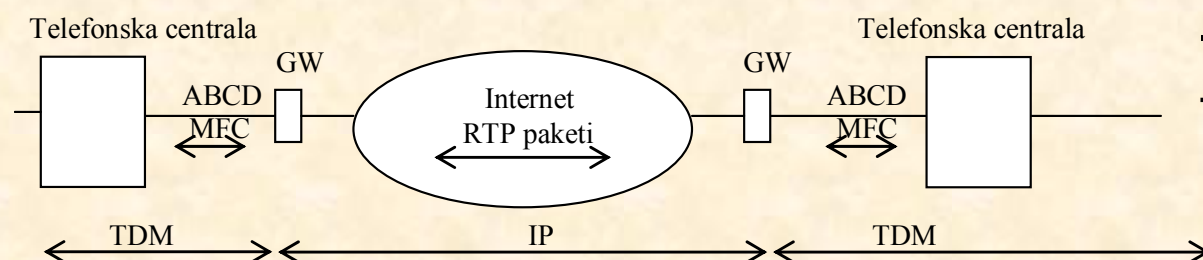 Telefonska centrala
Telefonska centrala
GW
GW
ABCD
MFC
Internet
RTP paketi
ABCD
MFC
TDM
IP
TDM